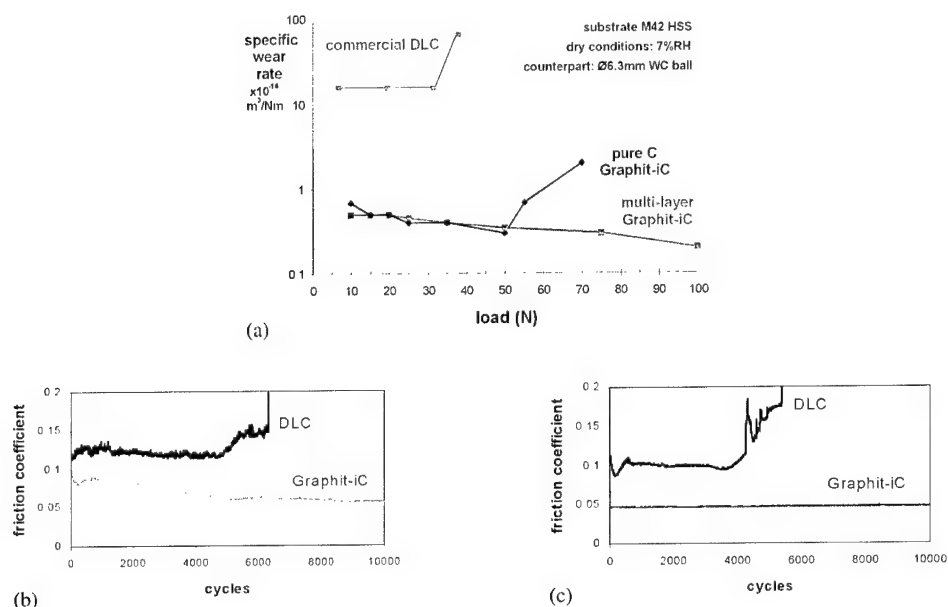 100
specific
wear
rate
x10⁻¹⁶
m³/Nm
commercial DLC
substrate M42 HSS
dry conditions: 7%RH
counterpart: Ø6.3mm WC ball
10
pure C
Graphit-iC
1
multi-layer
Graphit-iC
0 1
0 10 20 30 40 50 60 70 80 90 100
load (N)
(a)
0 2
0.15
0 1
0 05
0
friction coefficient
DLC
Graphit-iC
0 2000 4000 6000 8000 10000
cycles
(b)
0 2
0.15
0 1
0 05
0
friction coefficient
DLC
Graphit-iC
0 2000 4000 6000 8000 10000
cycles
(c)